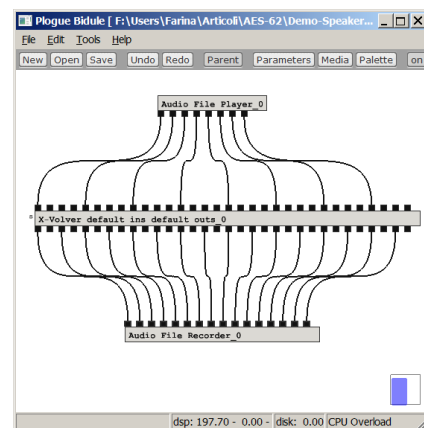 Plogue Bidule [ F:\Users\Farina\Articoli\AES-62\Demo-Speaker...
File Edit Tools Help
New Open Save Undo Redo Parent Parameters Media Palette on
Audio File Player_0
* X-Volver default ins default outs_0
Audio File Recorder_0
dsp: 197.70 - 0.00 - disk: 0.00 CPU Overload